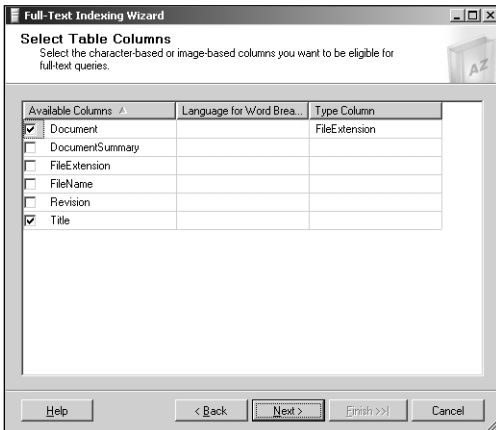 Full-Text Indexing Wizard
Select Table Columns
Select the character-based or image-based columns you want to be eligible for
full-text queries.
AZ
Available Columns Language for Word Brea... Type Column
Document FileExtension
DocumentSummary
FileExtension
FileName
Revision
Title
Help < Back Next > Finish >>| Cancel